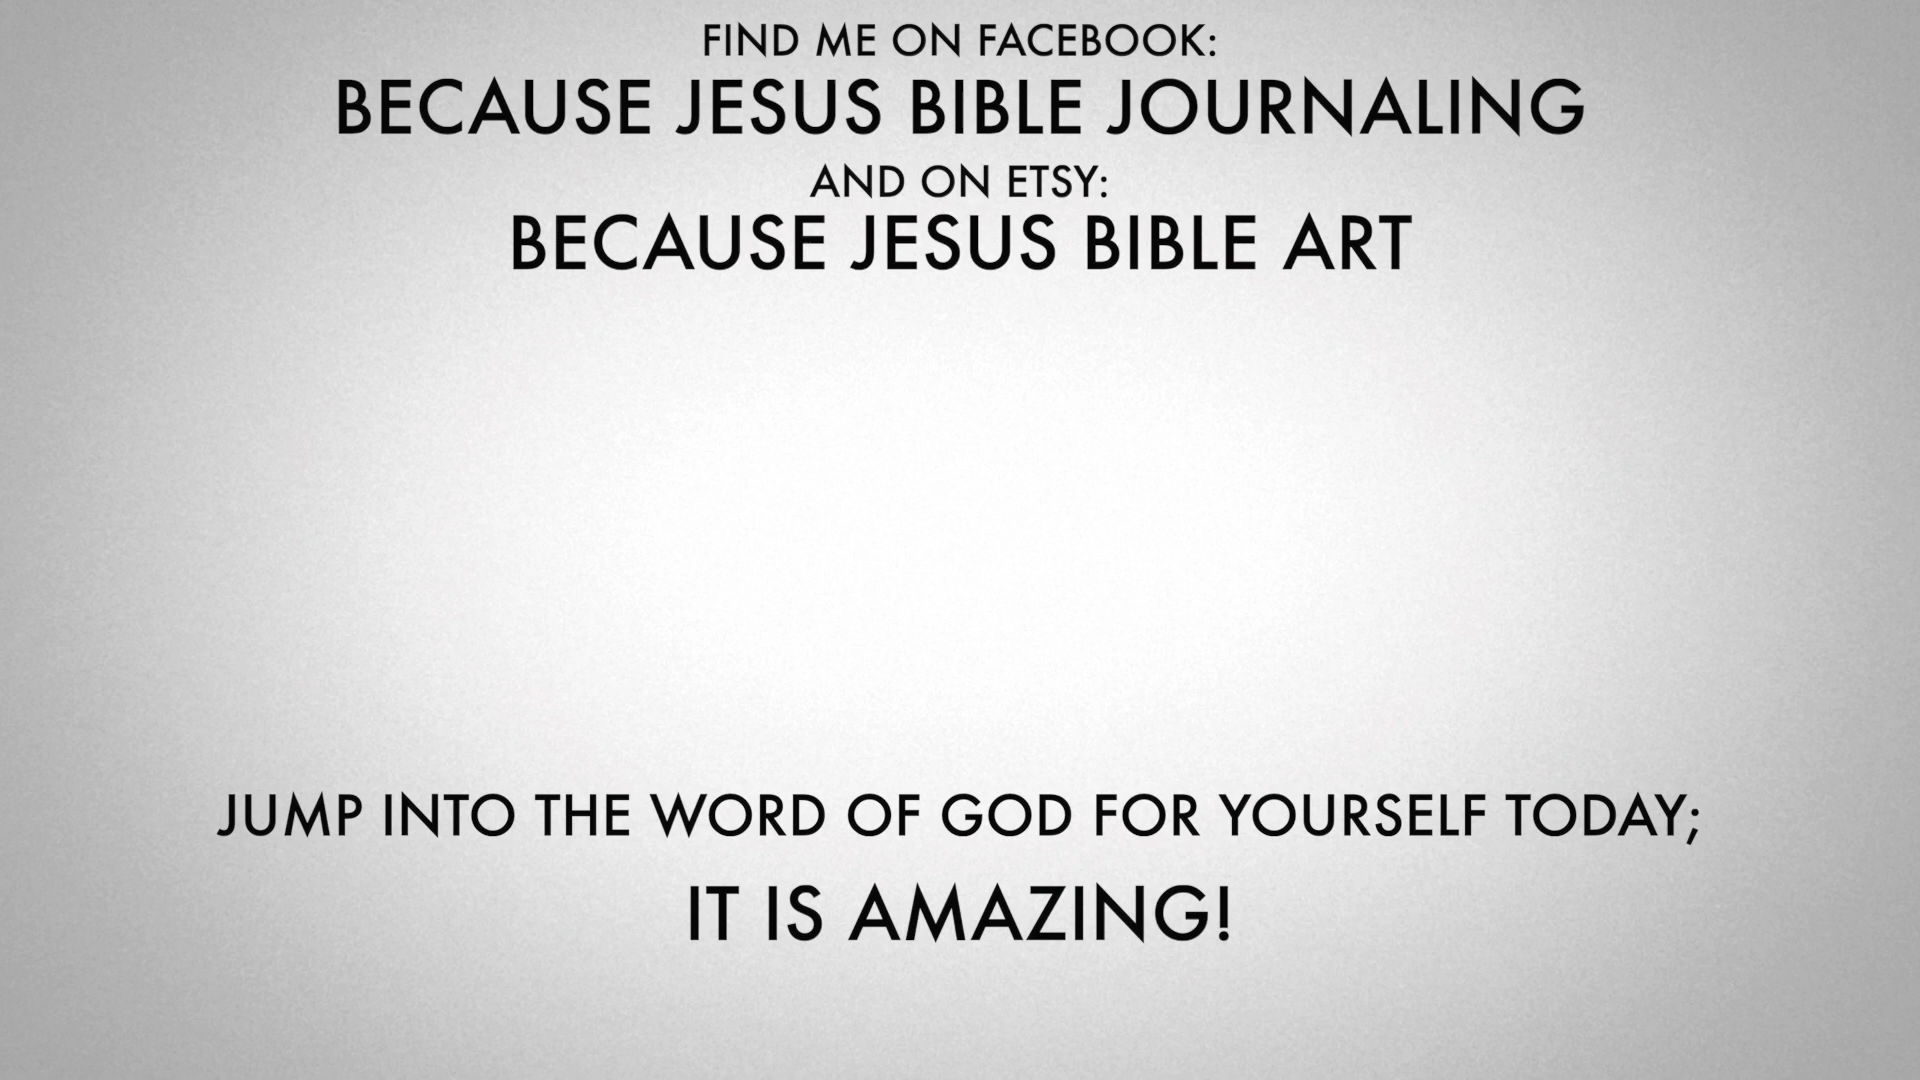 FIND ME ON FACEBOOK:
BECAUSE JESUS BIBLE JOURNALING
AND ON ETSY:
BECAUSE JESUS BIBLE ART
JUMP INTO THE WORD OF GOD FOR YOURSELF TODAY;
IT IS AMAZING!